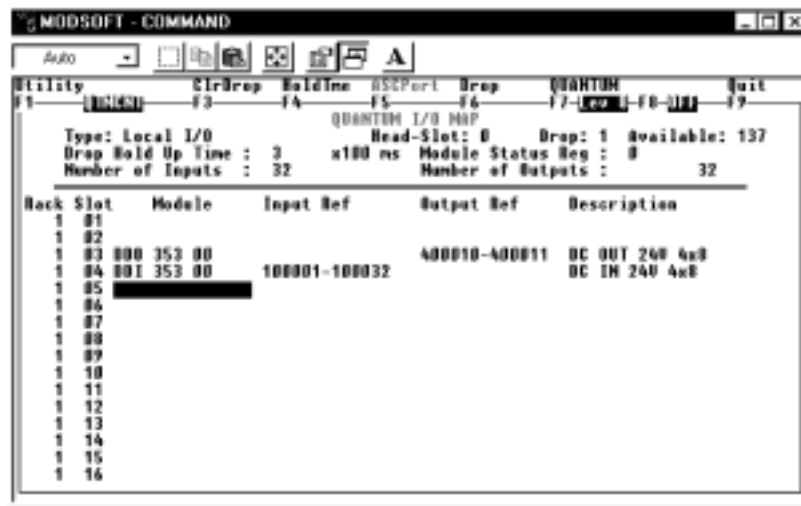 MODSOFT - COMMAND
Auto
A
Utility ClrDrop HoldTme ASCPort Drop QUANTUM Quit
F1 F3 F4 F5 F6 F7-Lev 8-F8-OFF F9
QUANTUM I/O MAP
Type: Local I/O Head-Slot: 0 Drop: 1 Available: 137
Drop Hold Up Time : 3 x100 ms Module Status Reg : 0
Number of Inputs : 32 Number of Outputs : 32
Rack Slot Module Input Ref Output Ref Description
1 01
1 02
1 03 DDO 353 00 400010-400011 DC OUT 24V 4x8
1 04 DDI 353 00 100001-100032 DC IN 24V 4x8
1 05
1 06
1 07
1 08
1 09
1 10
1 11
1 12
1 13
1 14
1 15
1 16